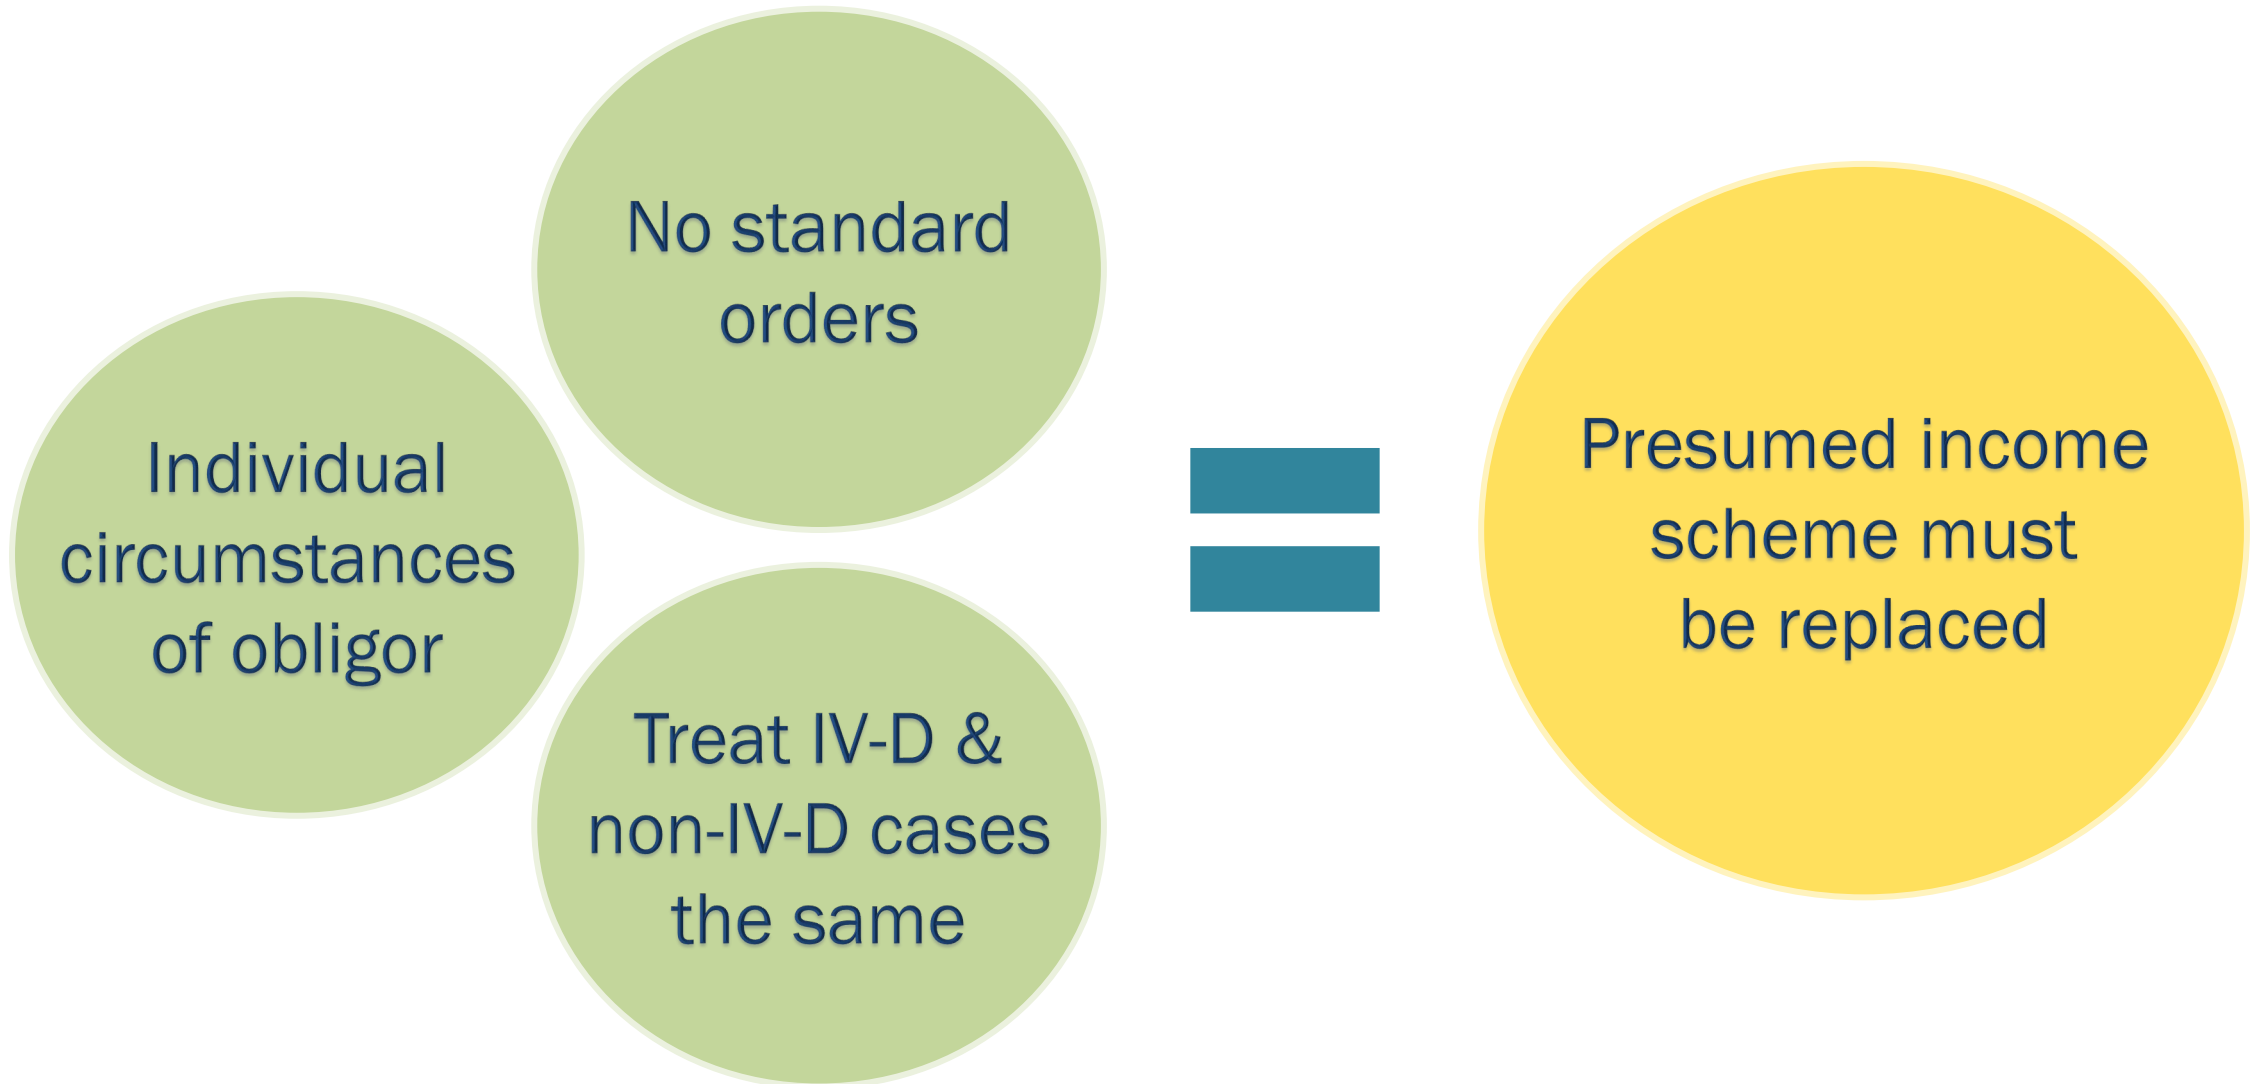 No standard
orders
Individual
circumstances
of obligor
Treat IV-D &
non-IV-D cases
the same
Presumed income
scheme must
be replaced